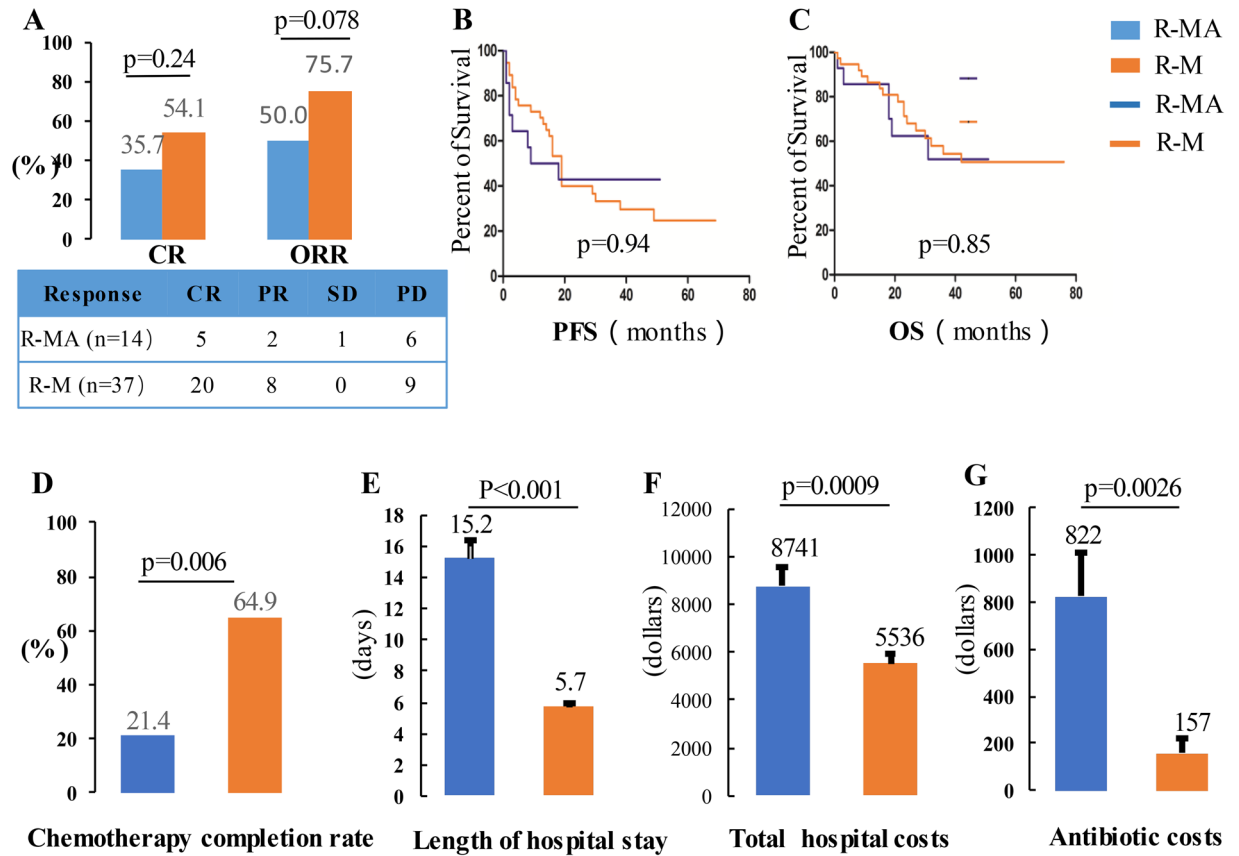 A
p=0.24
p=0.078
100
80
60
40
20
0
(%)
35.7
54.1
50.0
75.7
CR
ORR
Response CR PR SD PD
R-MA (n=14) 5 2 1 6
R-M (n=37) 20 8 0 9
B
Percent of Survival
100
80
60
40
20
0
p=0.94
0 20 40 60 80
PFS ( months )
C
Percent of Survival
100
80
60
40
20
0
p=0.85
0 20 40 60 80
OS ( months )
R-MA
R-M
R-MA
R-M
D
100
80
60
40
20
0
(%)
p=0.006
21.4
64.9
Chemotherapy completion rate
E
P<0.001
18
16
14
12
10
8
6
4
2
0
(days)
15.2
5.7
Length of hospital stay
F
p=0.0009
12000
10000
8000
6000
4000
2000
0
(dollars)
8741
5536
Total hospital costs
G
p=0.0026
1200
1000
800
600
400
200
0
(dollars)
822
157
Antibiotic costs